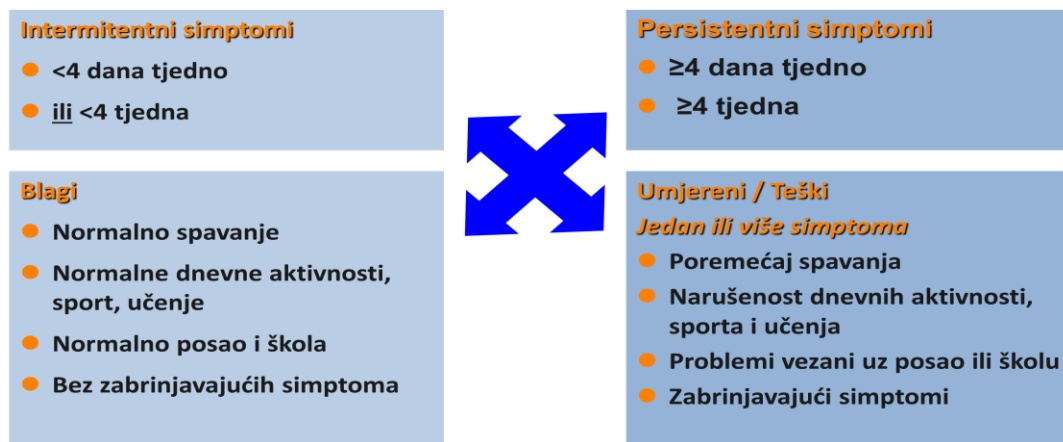 Intermitentni simptomi
<4 dana tjedno
ili <4 tjedna
Persistentni simptomi
≥4 dana tjedno
≥4 tjedna
Blagi
Normalno spavanje
Normalne dnevne aktivnosti,
sport, učenje
Normalno posao i škola
Bez zabrinjavajućih simptoma
Umjereni / Teški
Jedan ili više simptoma
Poremećaj spavanja
Narušenost dnevnih aktivnosti,
sporta i učenja
Problemi vezani uz posao ili školu
Zabrinjavajući simptomi